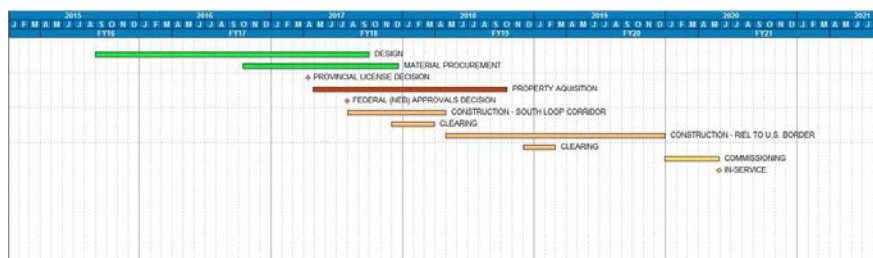 2015 2016 2017 2018 2019 2020 2021
J F M A M J J A S O N D J F M A M J J A S O N D J F M A M J J A S O N D J F M A M J J A S O N D J F M A M J J A S O N D J F M A M J J A S O N D J F M A M J J
FY16 FY17 FY18 FY19 FY20 FY21
DESIGN
MATERIAL PROCUREMENT
PROVINCIAL LICENSE DECISION
PROPERTY AQUISITION
FEDERAL (NEB) APPROVALS DECISION
CONSTRUCTION - SOUTH LOOP CORRIDOR
CLEARING
CONSTRUCTION - RIEL TO U.S. BORDER
CLEARING
COMMISSIONING
IN-SERVICE